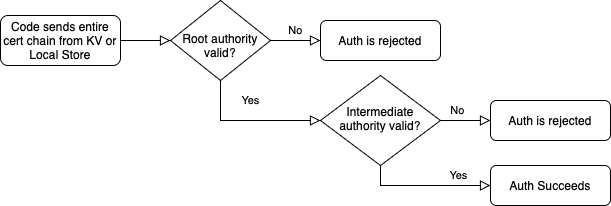 Code sends entire
cert chain from KV or
Local Store
Root authority
valid?
No
Auth is rejected
Yes
Intermediate
authority valid?
No
Auth is rejected
Yes
Auth Succeeds